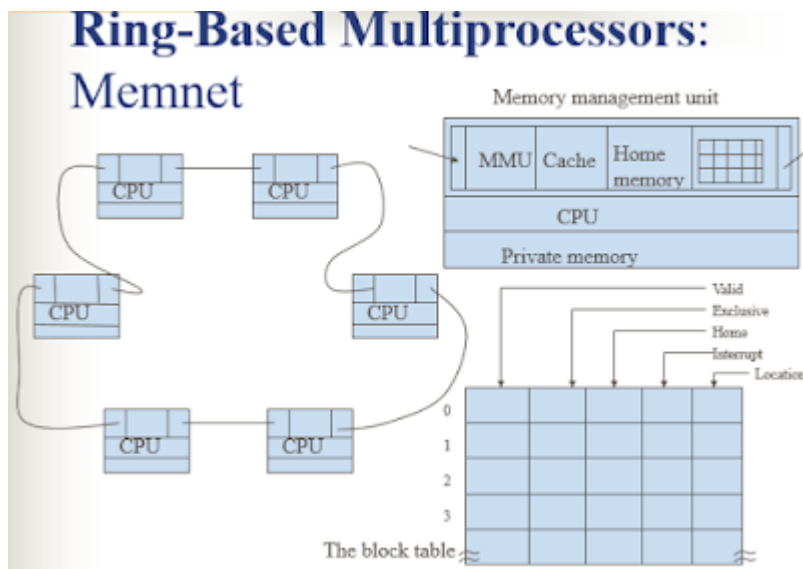 Ring-Based Multiprocessors:
Memnet
Memory management unit
MMU
Cache
Home
memory
CPU
Private memory
CPU
CPU
CPU
CPU
CPU
CPU
Valid
Exclusive
Home
Interrupt
Location
0
1
2
3
The block table